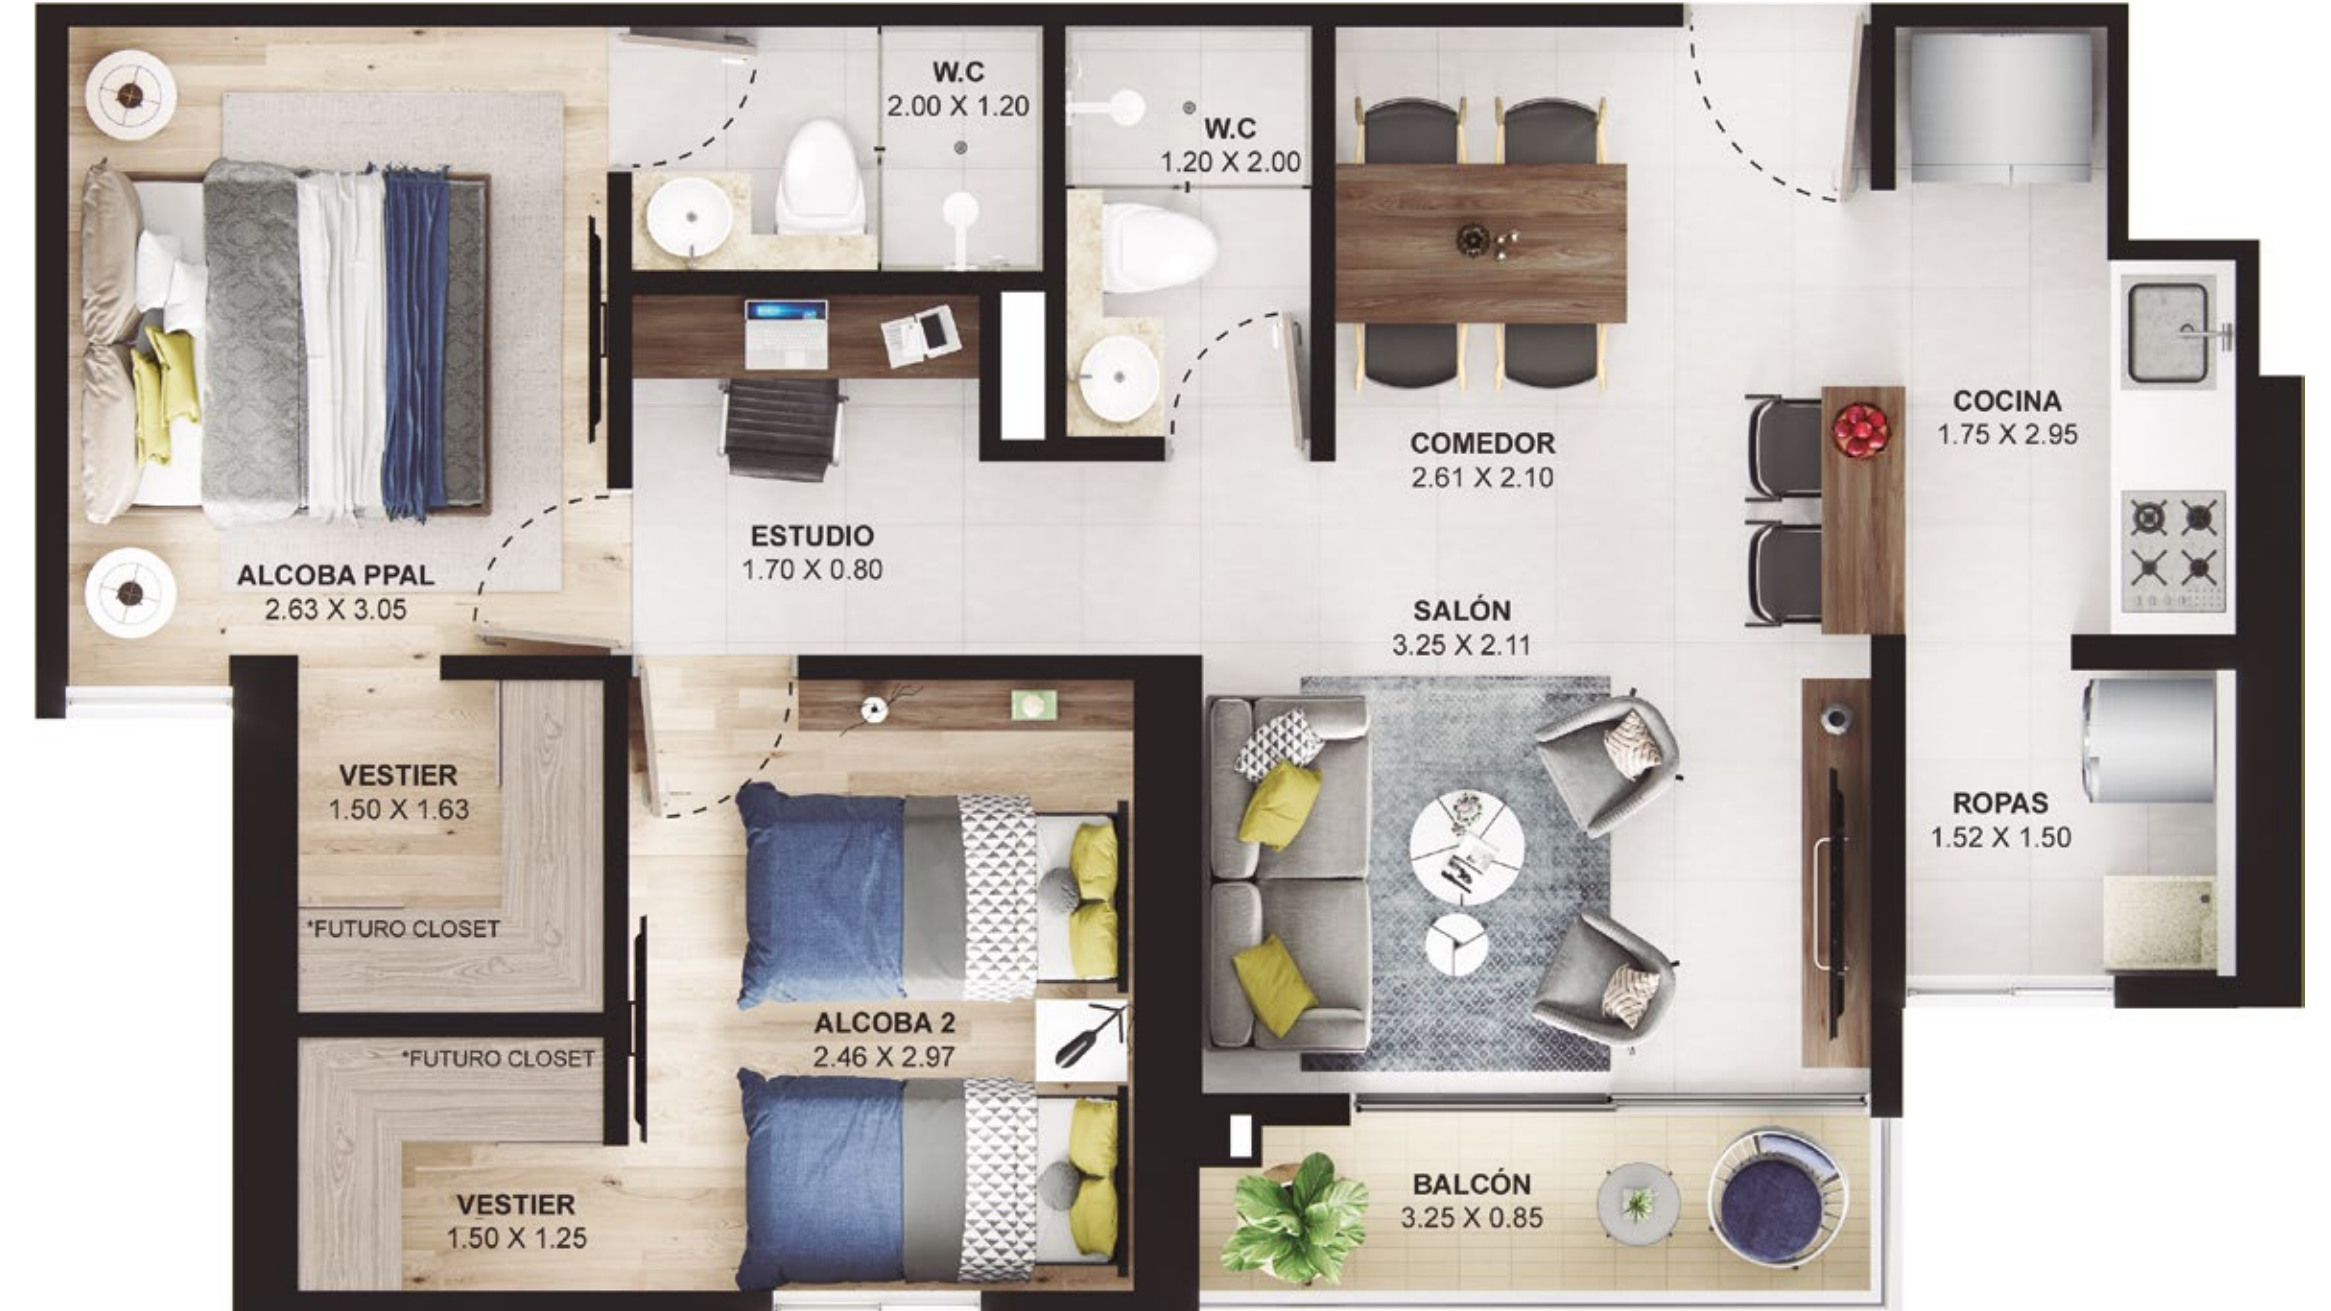 W.C
2.00 X 1.20
W.C
1.20 X 2.00
COCINA
1.75 X 2.95
COMEDOR
2.61 X 2.10
ESTUDIO
1.70 X 0.80
ALCOBA PPAL
2.63 X 3.05
SALÓN
3.25 X 2.11
VESTIER
1.50 X 1.63
ROPAS
1.52 X 1.50
*FUTURO CLOSET
ALCOBA 2
2.46 X 2.97
*FUTURO CLOSET
VESTIER
1.50 X 1.25
BALCÓN
3.25 X 0.85